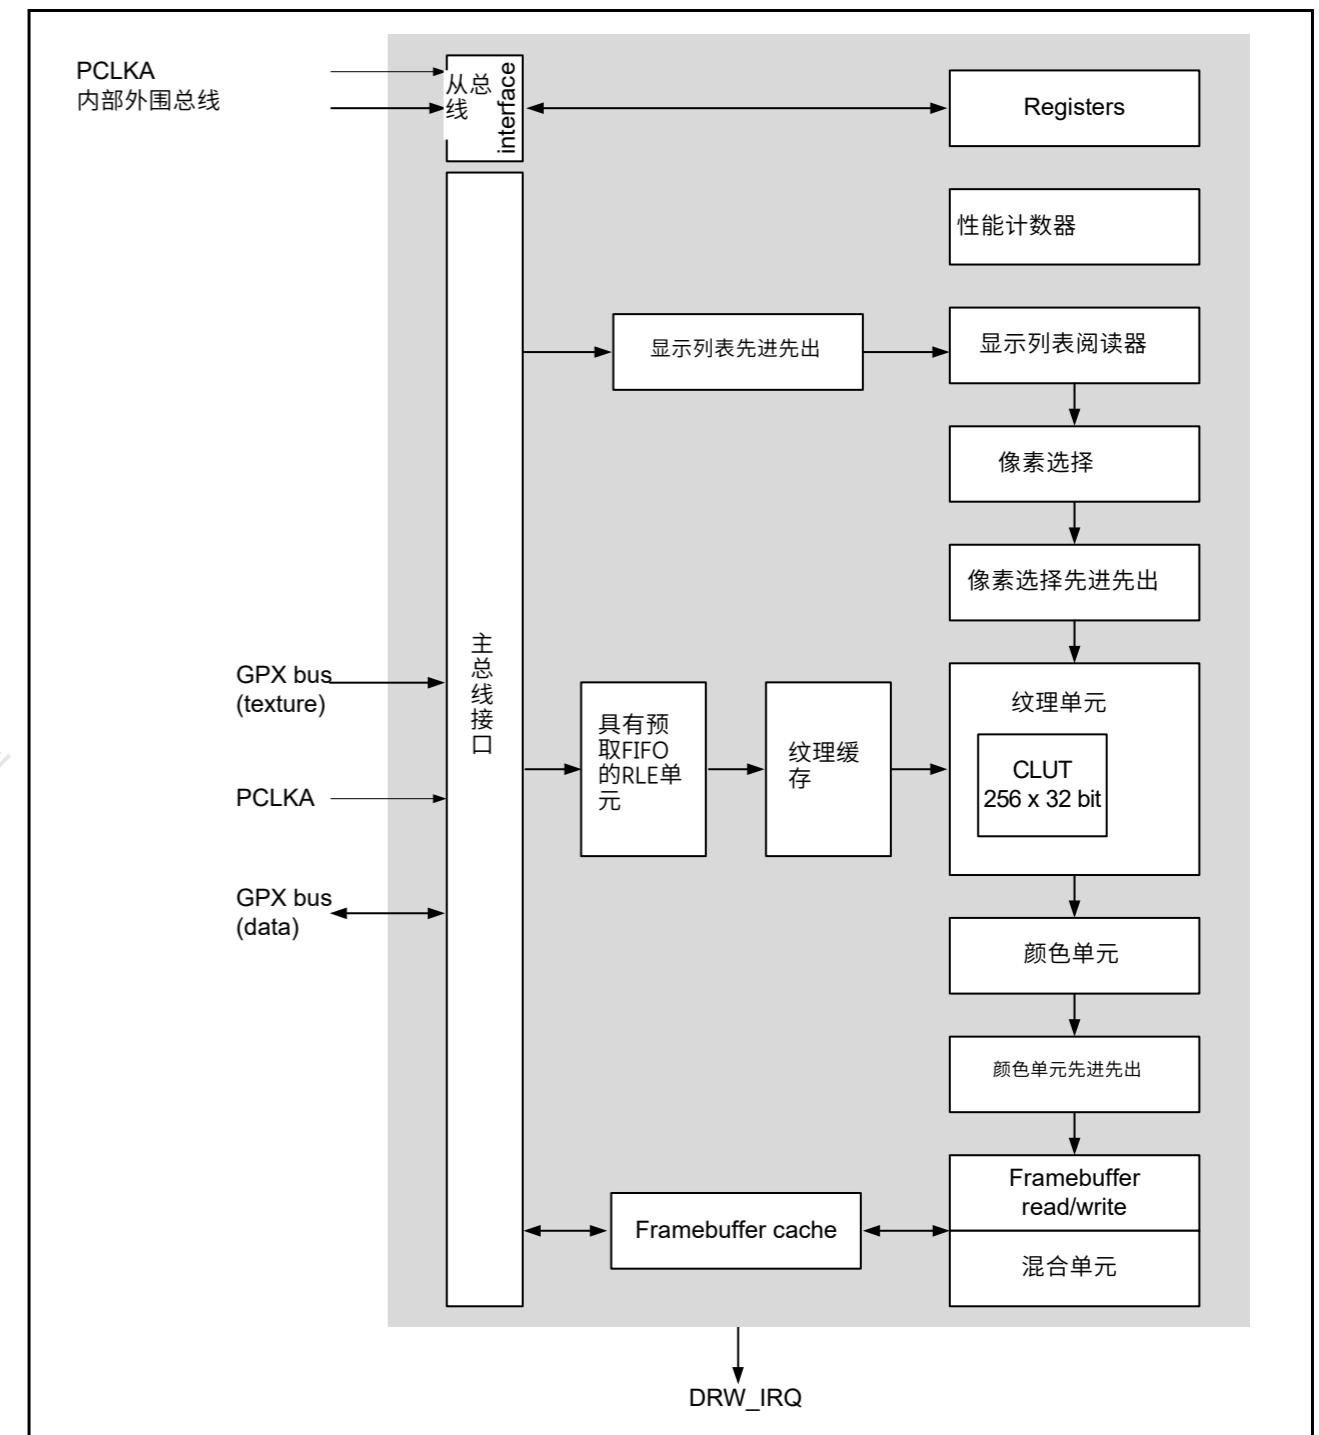 PCLKA
内部外围总线
从总
线
interface
Registers
性能计数器
显示列表先进先出
显示列表阅读器
像素选择
像素选择先进先出
主总线接口
GPX bus
(texture)
具有预
取FIFO
的RLE单
元
纹理缓
存
纹理单元
CLUT
256 x 32 bit
PCLKA
GPX bus
(data)
颜色单元
颜色单元先进先出
Framebuffer
read/write
Framebuffer cache
混合单元
DRW_IRQ